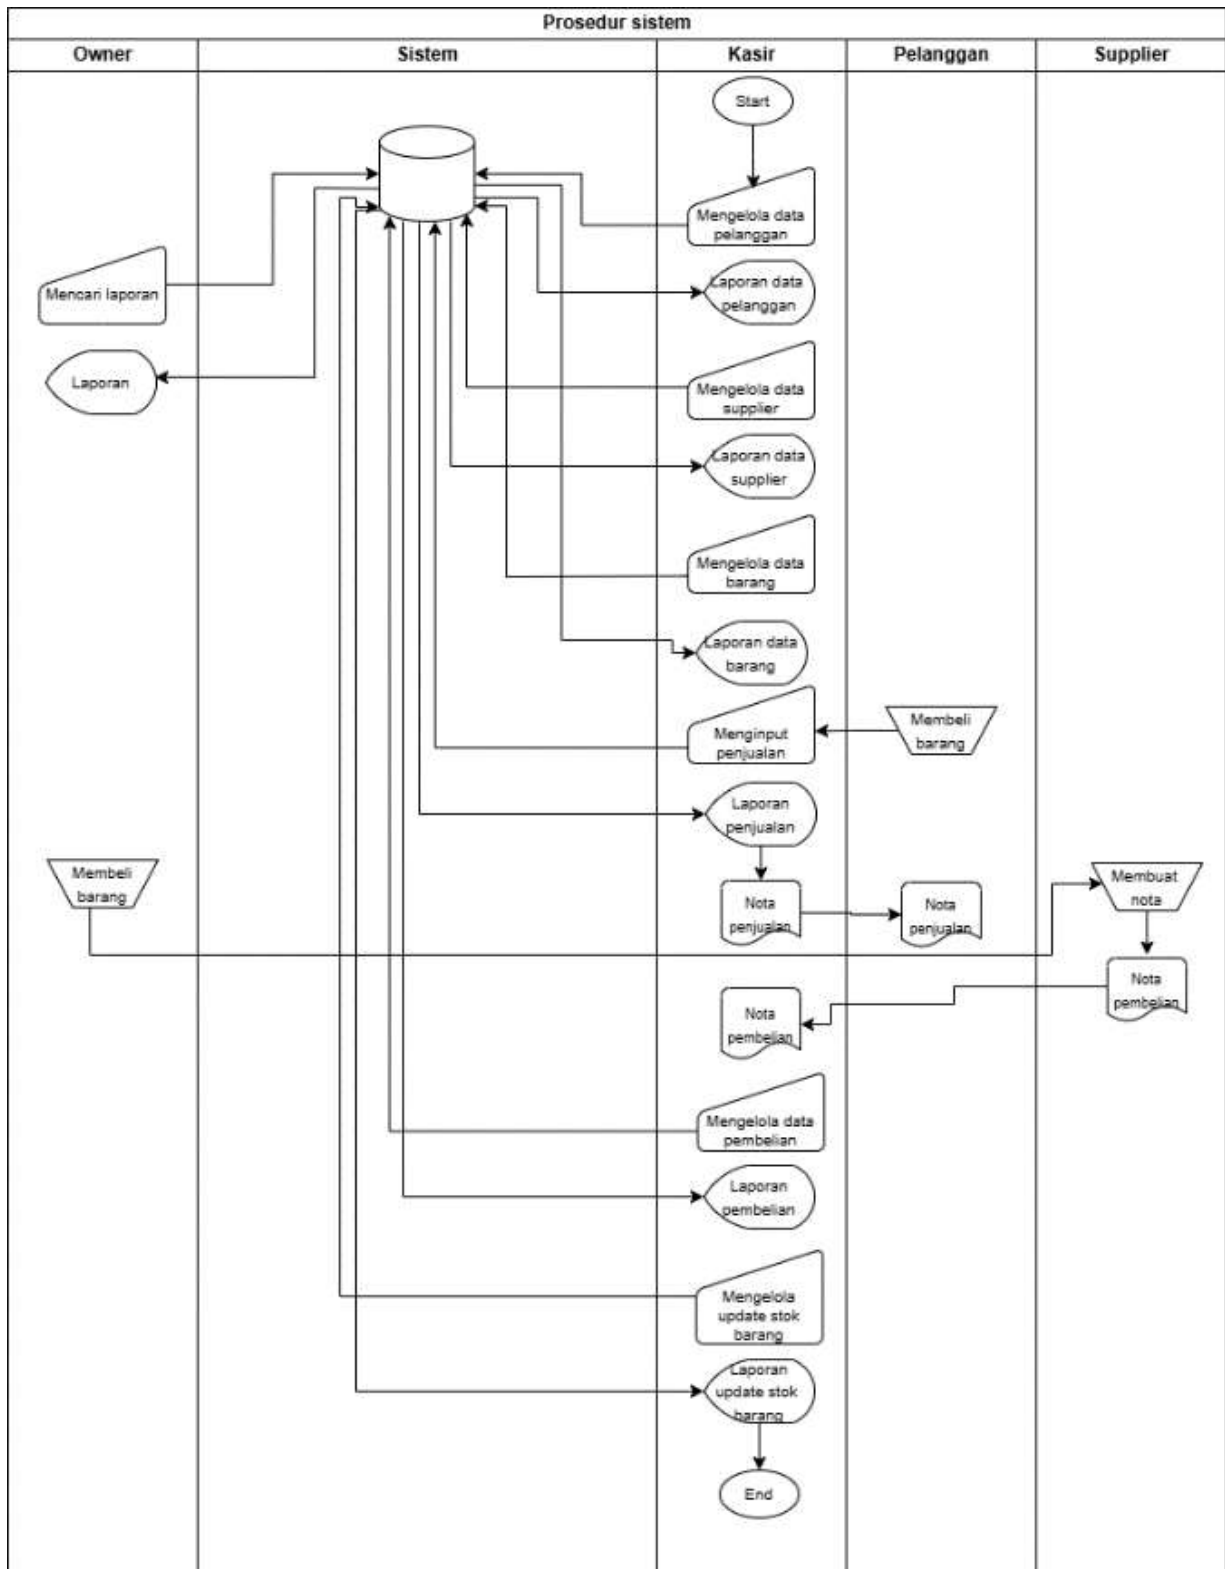 Prosedur sistem
Owner
Sistem
Kasir
Pelanggan
Supplier
Start
Mengelola data
pelanggan
Laporan data
pelanggan
Mencari laporan
Laporan
Mengelola data
supplier
Laporan data
supplier
Mengelola data
barang
Laporan data
barang
Menginput
penjualan
Membeli
barang
Laporan
penjualan
Membeli
barang
Nota
penjualan
Nota
penjualan
Membuat
nota
Nota
pembelian
Nota
pembelian
Mengelola data
pembelian
Laporan
pembelian
Mengelola
update stok
barang
Laporan
update stok
barang
End